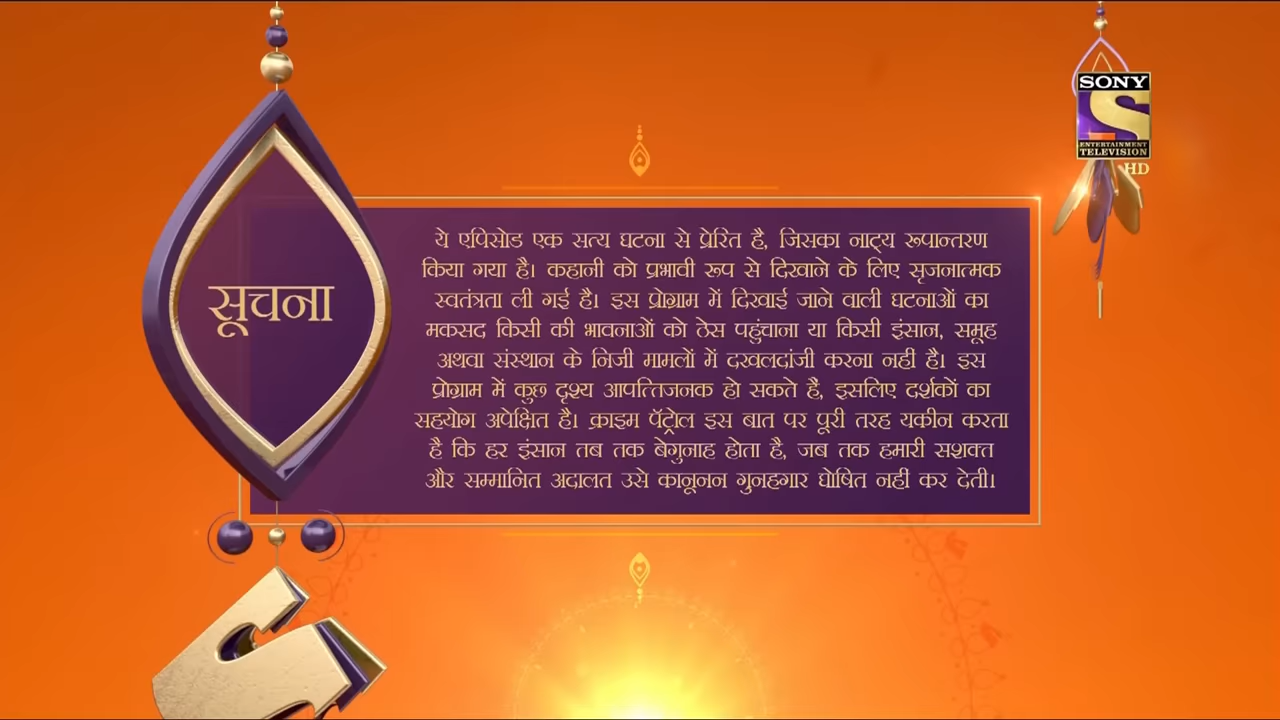 SONY
ENTERTAINMENT
TELEVISION
HD
सूचना
ये एपिसोड एक सत्य घटना से प्रेरित है, जिसका नाट्य रूपान्तरण
किया गया है। कहानी को प्रभावी रूप से दिखाने के लिए सृजनात्मक
स्वतंत्रता ली गई है। इस प्रोग्राम में दिखाई जाने वाली घटनाओं का
मकसद किसी की भावनाओं को ठेस पहुंचाना या किसी इंसान, समूह
अथवा संस्थान के निजी मामलों में दखलदांजी करना नहीं है। इस
प्रोग्राम में कुछ दृश्य आपत्तिजनक हो सकते हैं, इसलिए दर्शकों का
सहयोग अपेक्षित है। क्राइम पॅट्रोल इस बात पर पूरी तरह यकीन करता
है कि हर इंसान तब तक बेगुनाह होता है, जब तक हमारी सशक्त
और सम्मानित अदालत उसे कानूनन गुनहगार घोषित नहीं कर देती।